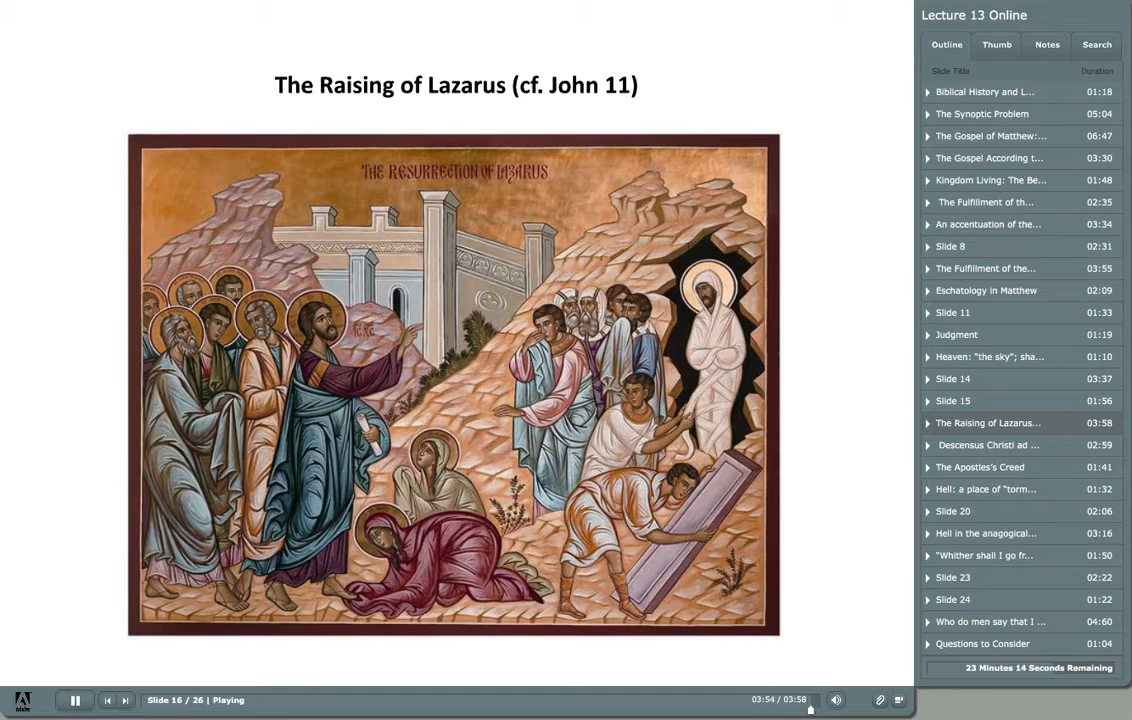 Lecture 13 Online
Outline Thumb Notes Search
Slide Title Duration
The Raising of Lazarus (cf. John 11)
THE RESURRECTION OF LAZARUS
Biblical History and L... 01:18
The Synoptic Problem 05:04
The Gospel of Matthew:... 06:47
The Gospel According t... 03:30
Kingdom Living: The Be... 01:48
The Fulfillment of th... 02:35
An accentuation of the... 03:34
Slide 8 02:31
The Fulfillment of the... 03:55
Eschatology in Matthew 02:09
Slide 11 01:33
Judgment 01:19
Heaven: “the sky”; sha... 01:10
Slide 14 03:37
Slide 15 01:56
The Raising of Lazarus... 03:58
Descensus Christi ad ... 02:59
The Apostles's Creed 01:41
Hell: a place of “torm... 01:32
Slide 20 02:06
Hell in the anagogical... 03:16
“Whither shall I go fr... 01:50
Slide 23 02:22
Slide 24 01:22
Who do men say that I ... 04:60
Questions to Consider 01:04
23 Minutes 14 Seconds Remaining
Adobe
Slide 16 / 26 | Playing
03:54 / 03:58